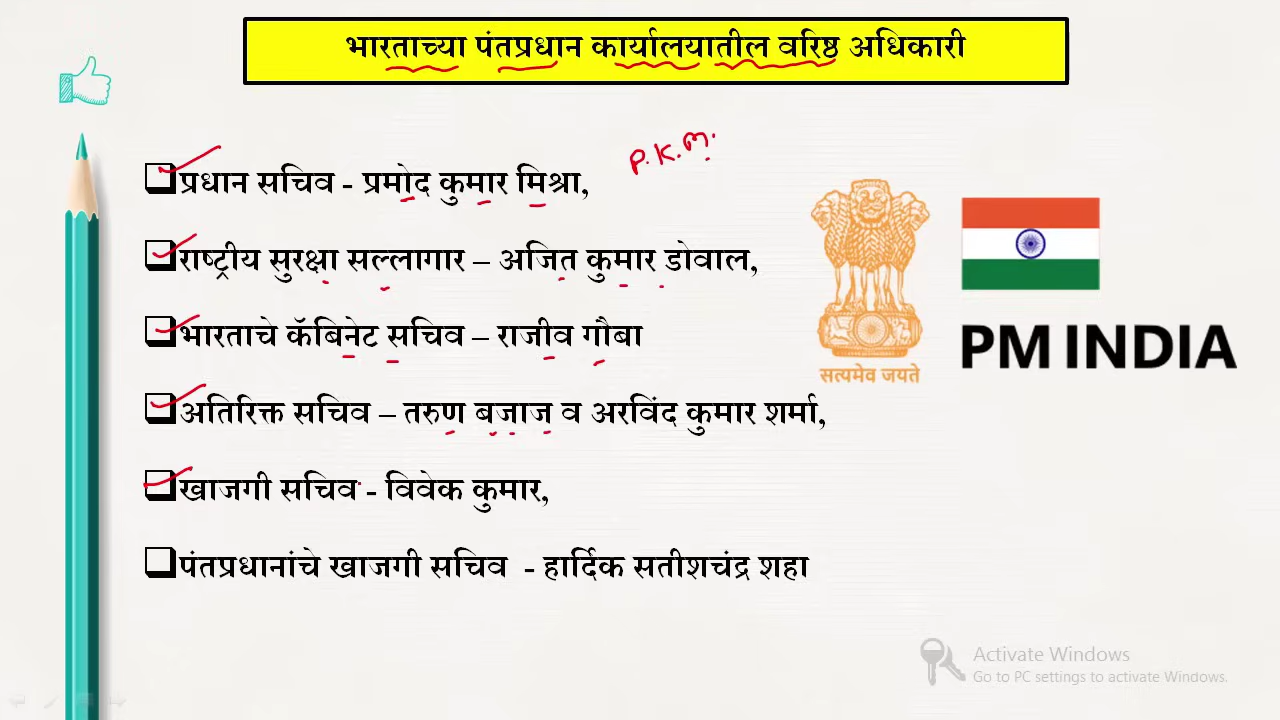 भारताच्या पंतप्रधान कार्यालयातील वरिष्ठ अधिकारी
P.K.M.
प्रधान सचिव - प्रमोद कुमार मिश्रा,
राष्ट्रीय सुरक्षा सल्लागार – अजित कुमार डोवाल,
भारताचे कॅबिनेट सचिव – राजीव गौबा
अतिरिक्त सचिव – तरुण बजाज व अरविंद कुमार शर्मा,
खाजगी सचिव - विवेक कुमार,
पंतप्रधानांचे खाजगी सचिव - हार्दिक सतीशचंद्र शहा
सत्यमेव जयते
PM INDIA
Activate Windows
Go to PC settings to activate Windows.